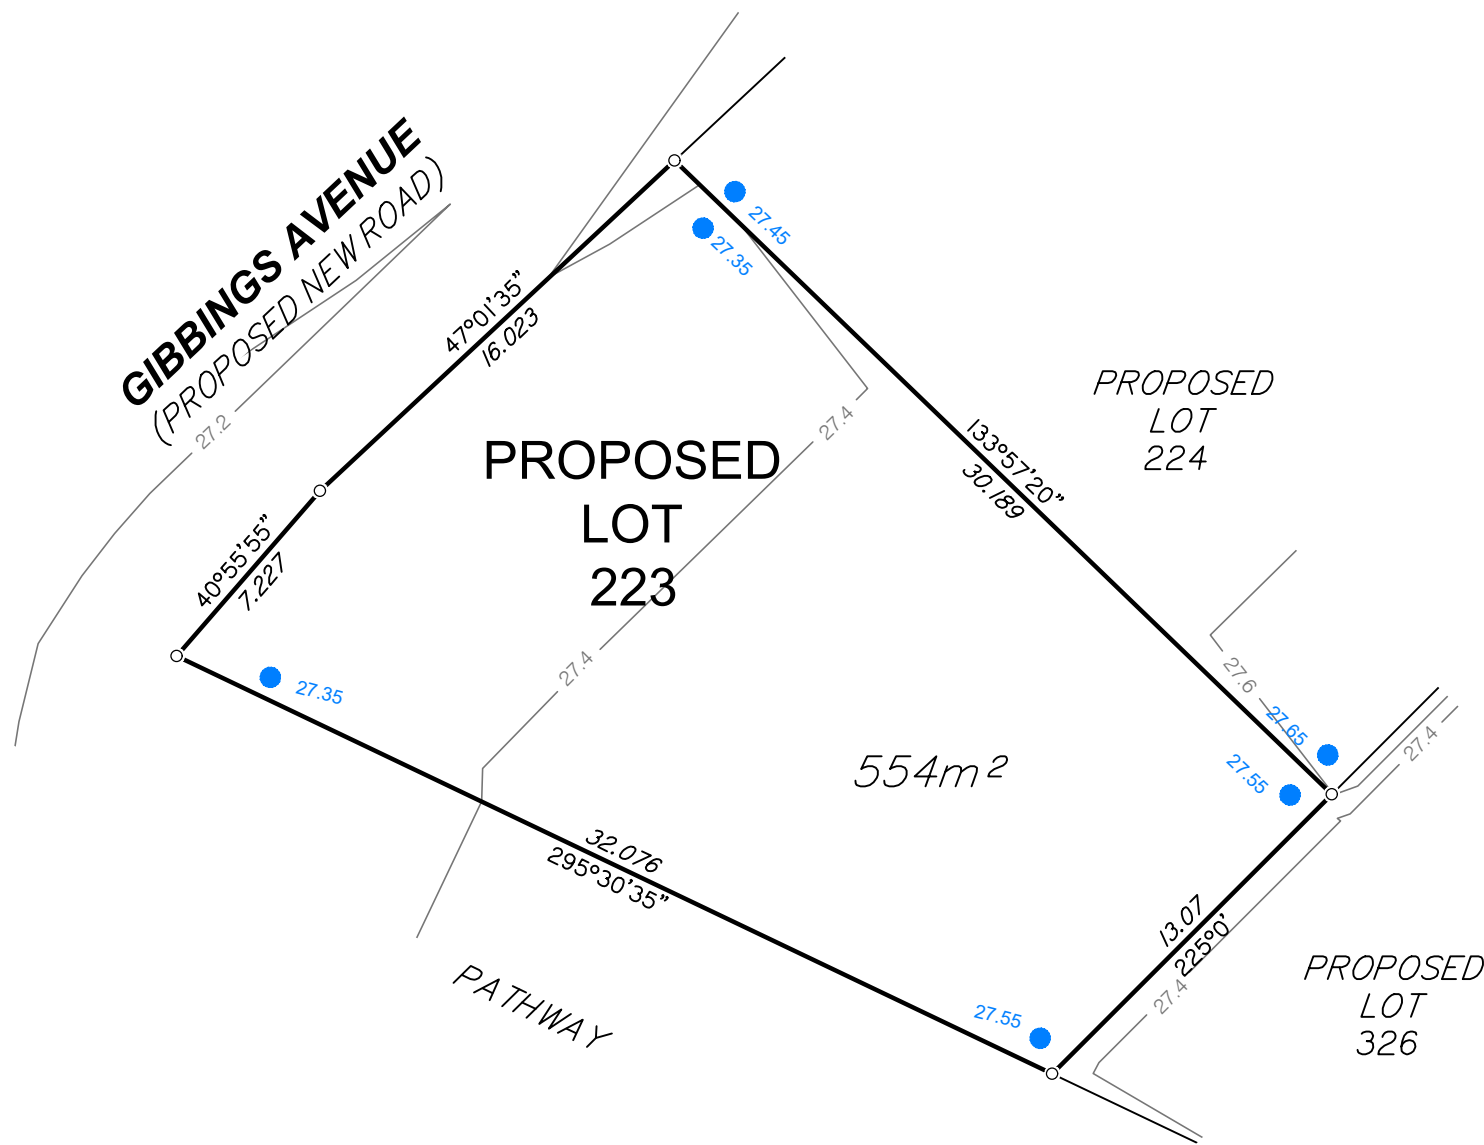 GIBBINGS AVENUE
(PROPOSED NEW ROAD)
27.2
47°01'35"
16.023
27.45
27.35
40°55'55"
7.227
PROPOSED
LOT
223
27.4
27.4
133°57'20"
30.189
PROPOSED
LOT
224
27.6
27.65
27.55
27.4
27.35
554m²
32.076
295°30'35"
13.07
225°0'
27.4
27.55
PATHWAY
PROPOSED
LOT
326